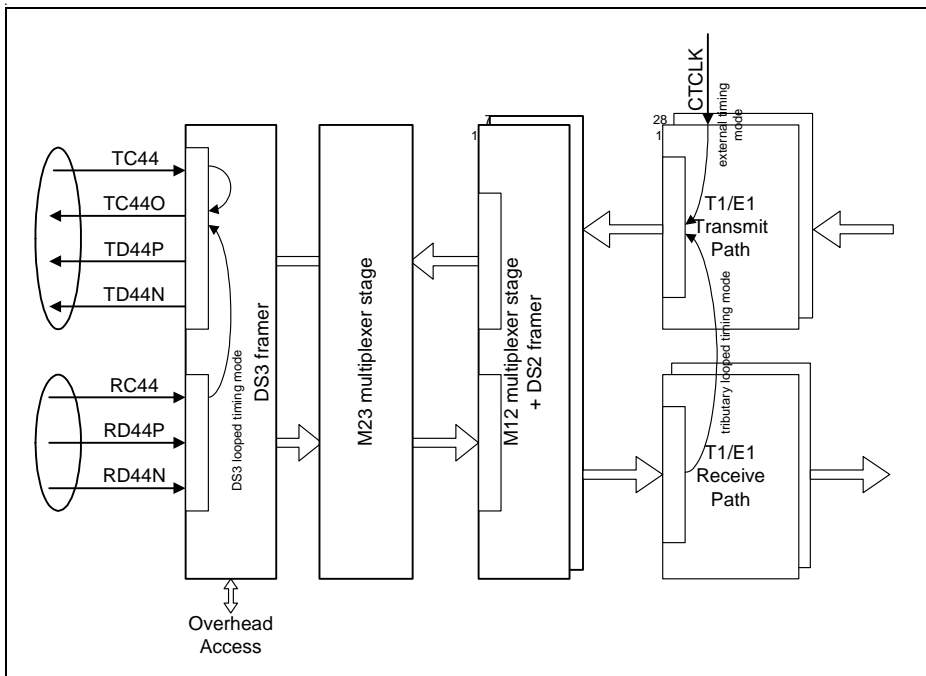 CTCLK
external timing
mode
7
1
28
1
TC44
TC44O
TD44P
TD44N
T1/E1
Transmit
Path
DS3 framer
DS3 looped timing mode
M23 multiplexer stage
M12 multiplexer stage
+ DS2 framer
tributary looped timing mode
RC44
RD44P
RD44N
T1/E1
Receive
Path
Overhead
Access